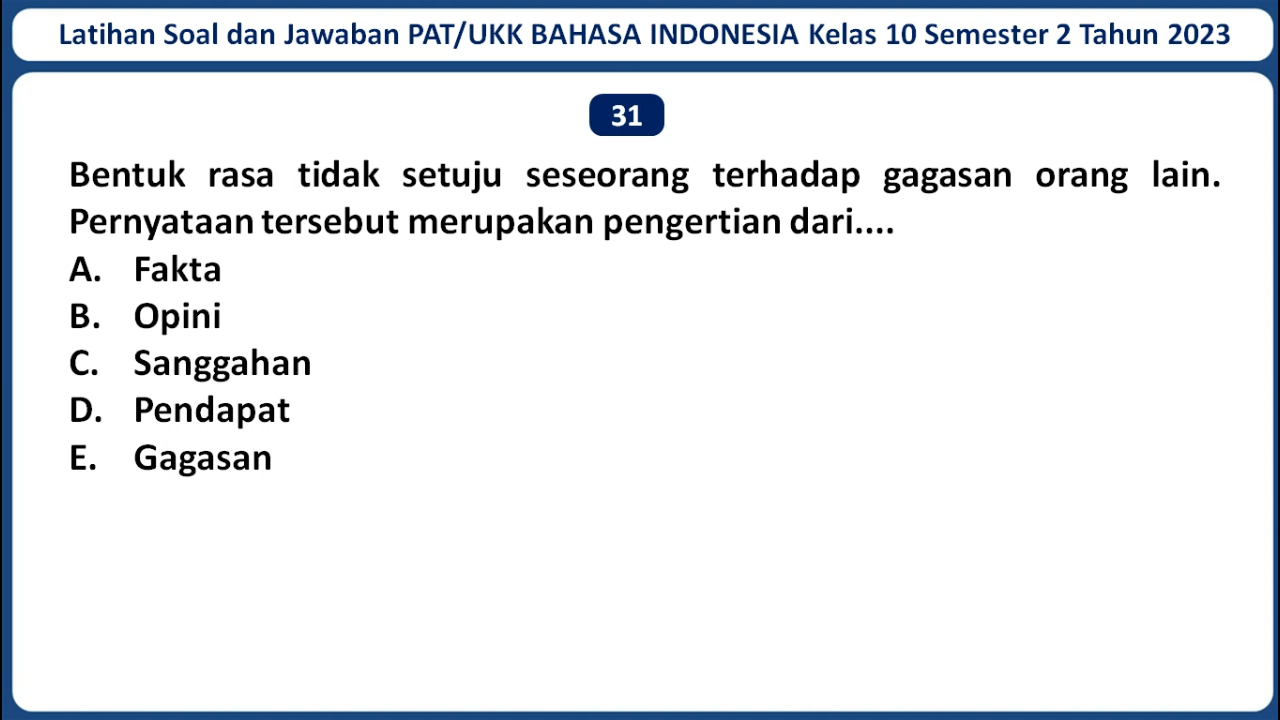 Latihan Soal dan Jawaban PAT/UKK BAHASA INDONESIA Kelas 10 Semester 2 Tahun 2023
31
Bentuk rasa tidak setuju seseorang terhadap gagasan orang lain.
Pernyataan tersebut merupakan pengertian dari....
A. Fakta
B. Opini
C. Sanggahan
D. Pendapat
E. Gagasan